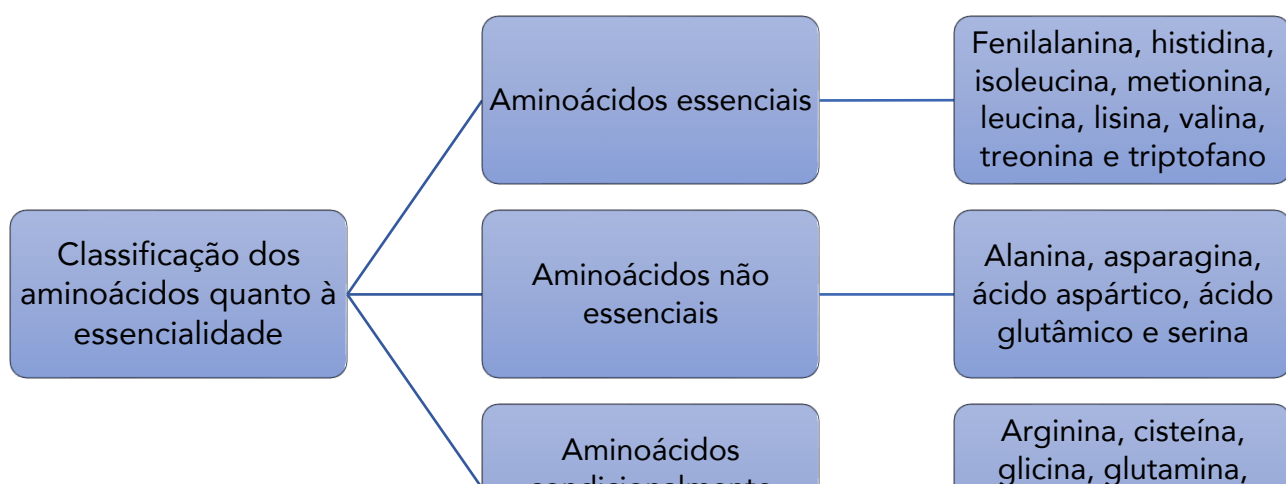 Classificação dos
aminoácidos quanto à
essencialidade
Aminoácidos essenciais
Fenilalanina, histidina,
isoleucina, metionina,
leucina, lisina, valina,
treonina e triptofano
Aminoácidos não
essenciais
Alanina, asparagina,
ácido aspártico, ácido
glutâmico e serina
Aminoácidos
condicionalmente
Arginina, cisteína,
glicina, glutamina,